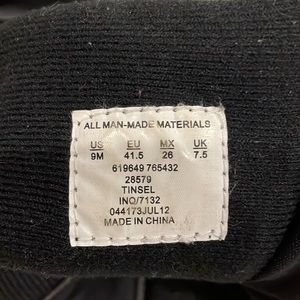 ALL MAN-MADE MATERIALS
US EU MX UK
9M 41.5 26 7.5
619649 765432
28579
TINSEL
INO/7132
044173JUL12
MADE IN CHINA